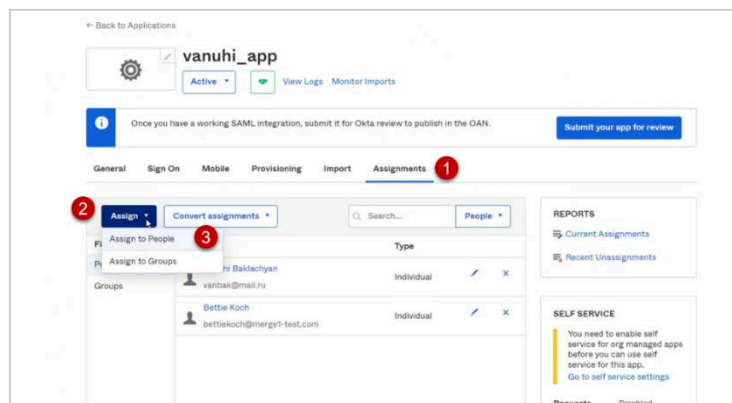 ← Back to Applications
vanuhi_app
Active
View Logs Monitor Imports
Once you have a working SAML integration, submit it for Okta review to publish in the OAN.
Submit your app for review
General Sign On Mobile Provisioning Import Assignments
1
2
Assign Convert assignments Search... People
Assign to People
3
Assign to Groups
Groups
Type
Baklachyan
vanbak@mail.ru
Individual
Bettie Koch
bettiekoch@merge1-test.com
Individual
REPORTS
Current Assignments
Recent Unassignments
SELF SERVICE
You need to enable self
service for org managed apps
before you can use self
service for this app.
Go to self service settings
Requests Disabled